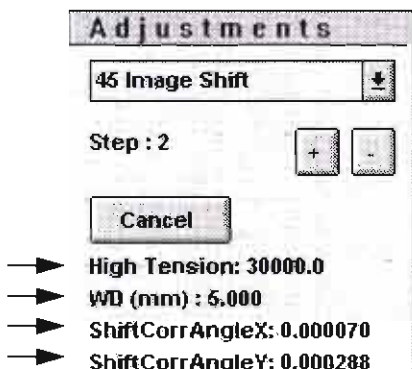 Adjustments
45 Image Shift
Step : 2
+ -
Cancel
High Tension: 30000.0
WD (mm) : 5.000
ShiftCorrAngleX: 0.000070
ShiftCorrAngleY: 0.000288